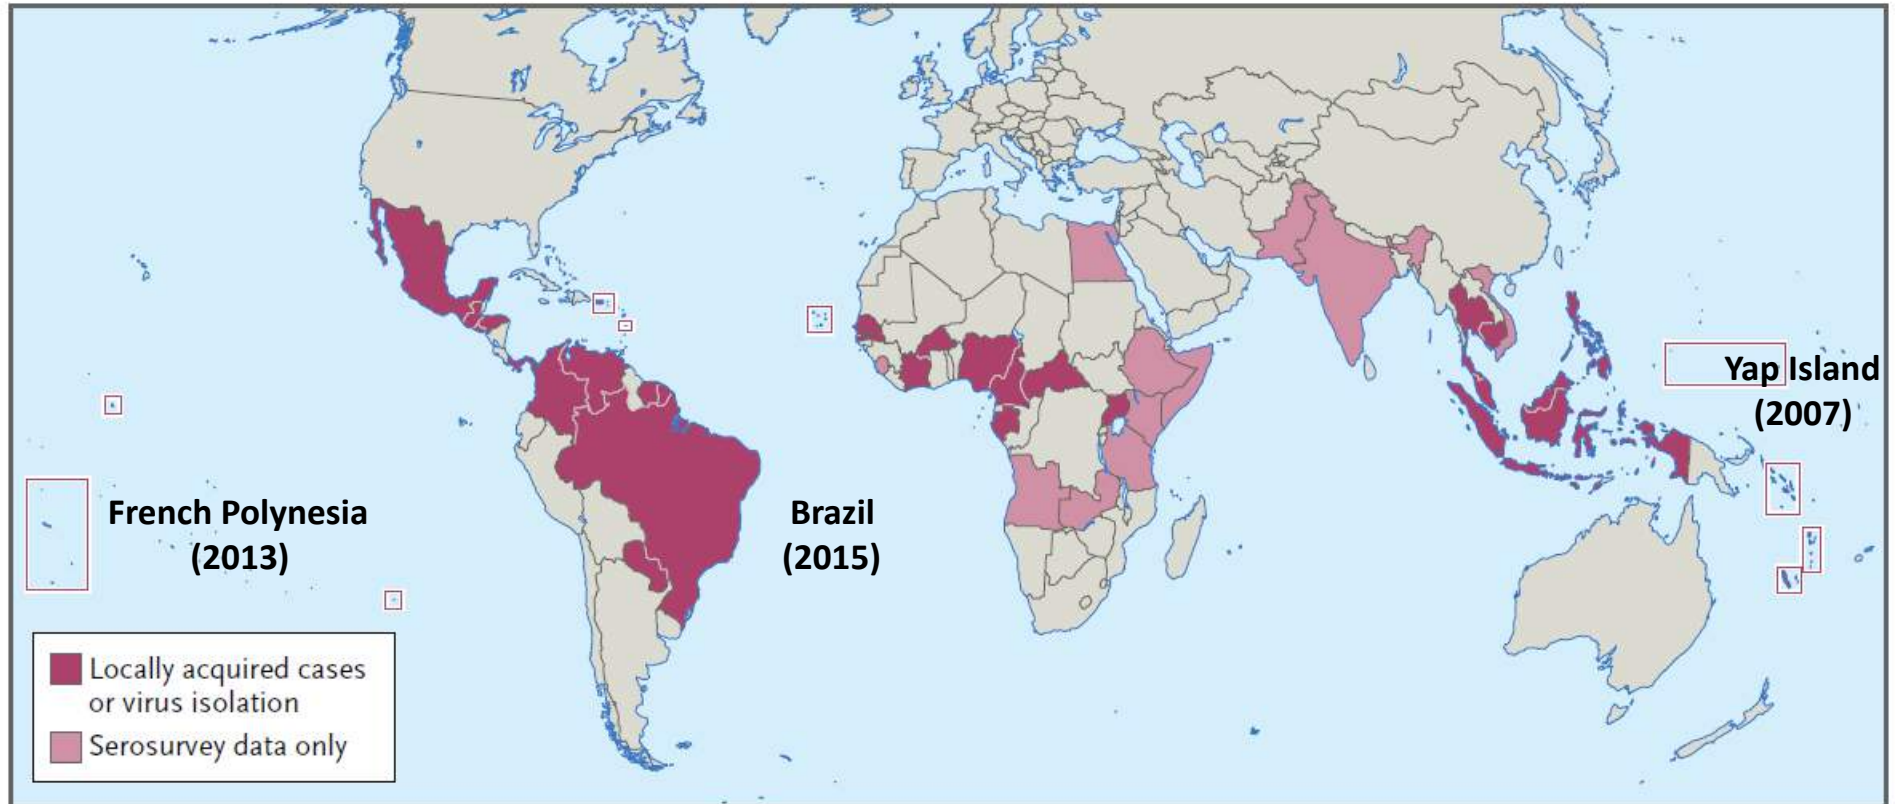 Yap Island
(2007)
French Polynesia
(2013)
Brazil
(2015)
Locally acquired cases
or virus isolation
Serosurvey data only